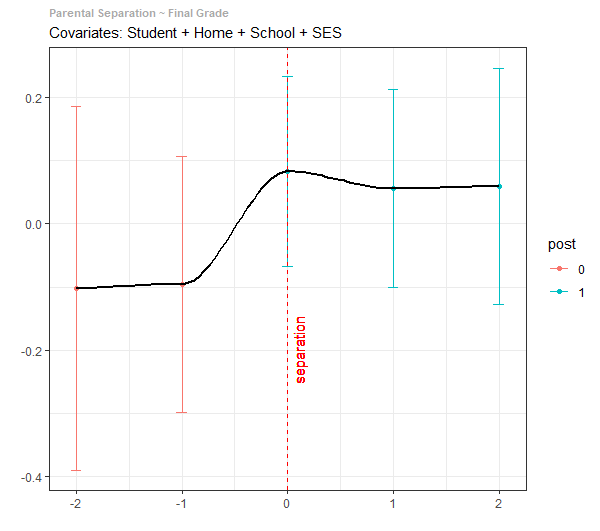 Parental Separation ~ Final Grade
Covariates: Student + Home + School + SES
0.2
0.0
-0.2
-0.4
separation
-2
-1
0
1
2
post
0
1